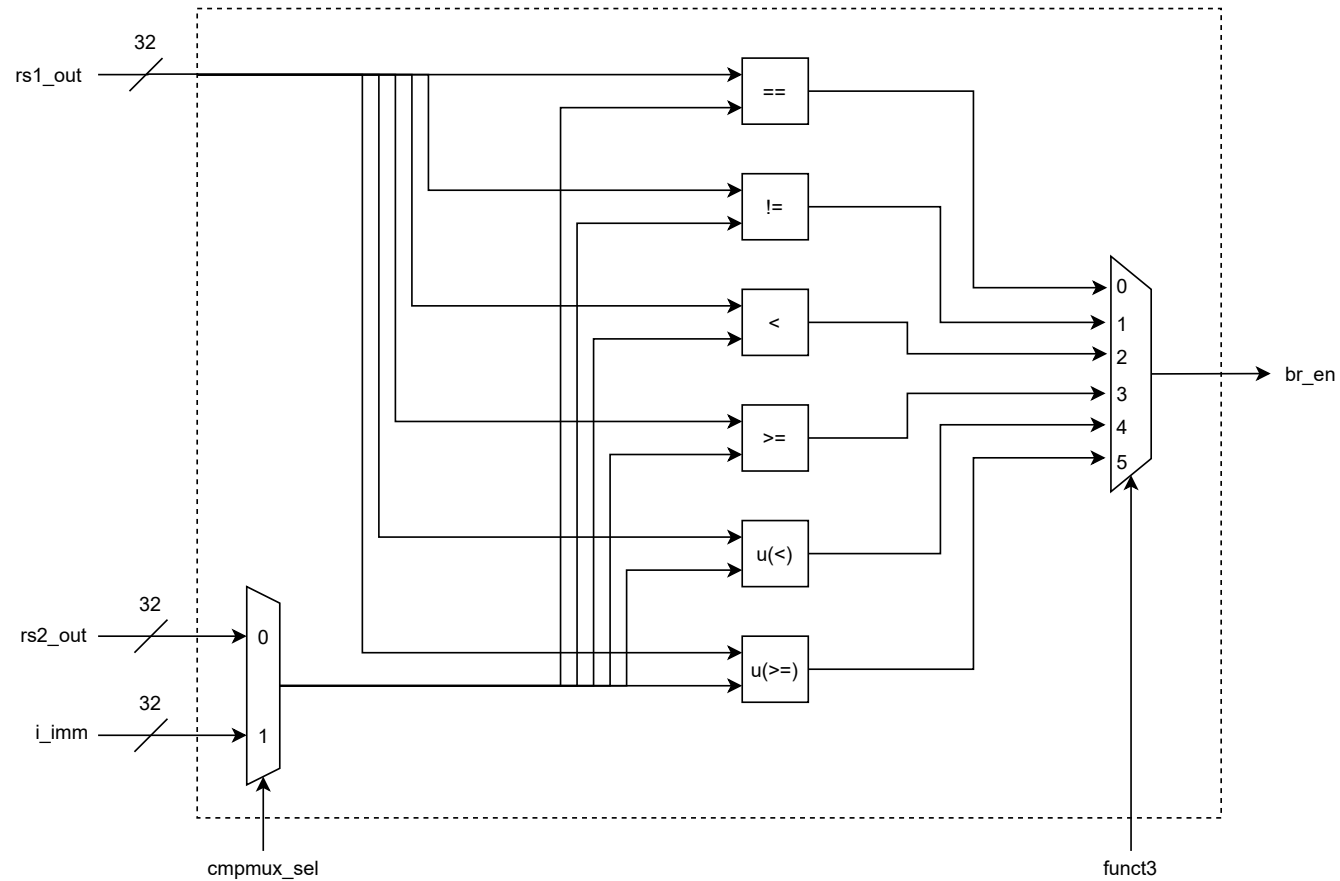 32
rs1_out
==
!=
<
>=
u(<)
u(>=)
0
1
2
3
4
5
br_en
32
rs2_out
0
32
i_imm
1
cmpmux_sel
funct3